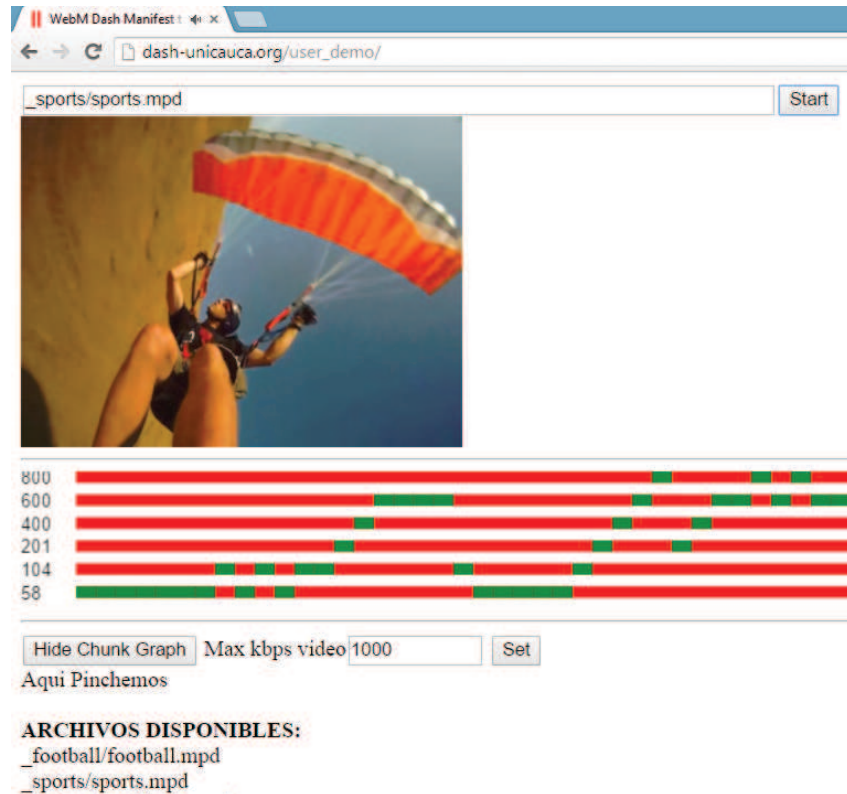 WebM Dash Manifest t
dash-unicauca.org/user_demo/
_sports/sports.mpd Start
800
600
400
201
104
58
Hide Chunk Graph Max kbps video 1000 Set
Aqui Pinchemos
ARCHIVOS DISPONIBLES:
_football/football.mpd
_sports/sports.mpd